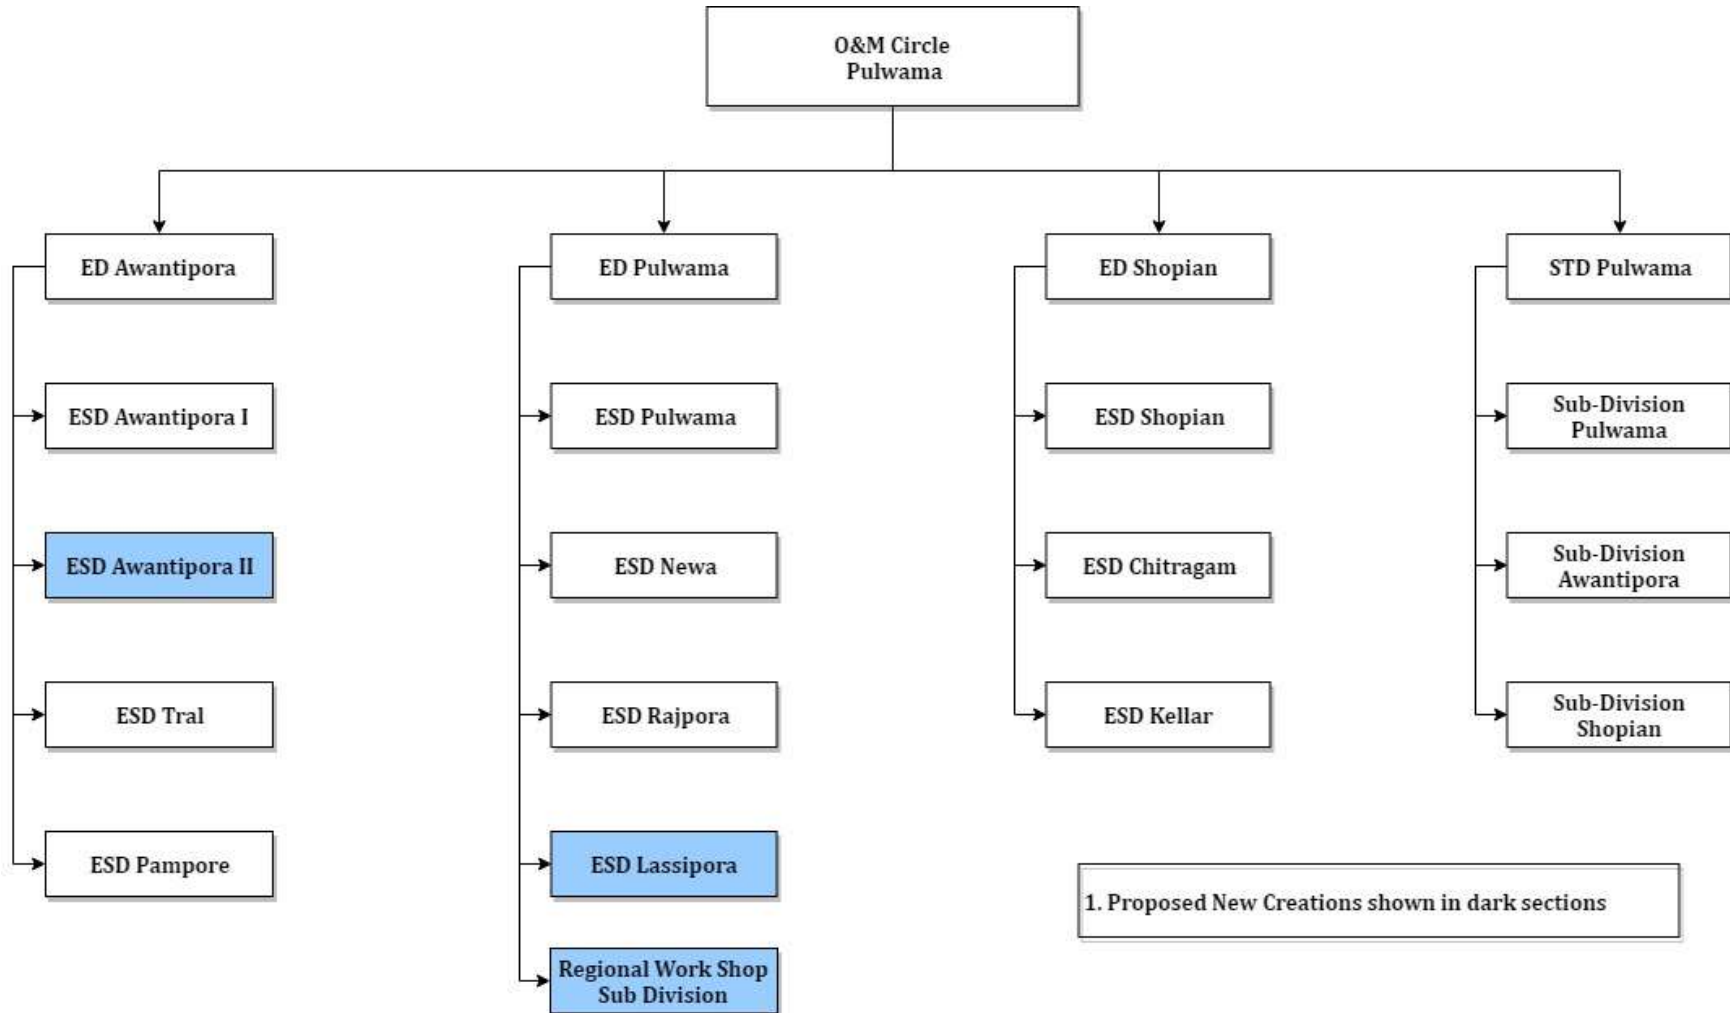 O&M Circle
Pulwama
ED Awantipora
ED Pulwama
ED Shopian
STD Pulwama
ESD Awantipora I
ESD Pulwama
ESD Shopian
Sub-Division
Pulwama
ESD Awantipora II
ESD Newa
ESD Chitragam
Sub-Division
Awantipora
ESD Tral
ESD Rajpora
ESD Kellar
Sub-Division
Shopian
ESD Pampore
ESD Lassipora
1. Proposed New Creations shown in dark sections
Regional Work Shop
Sub Division